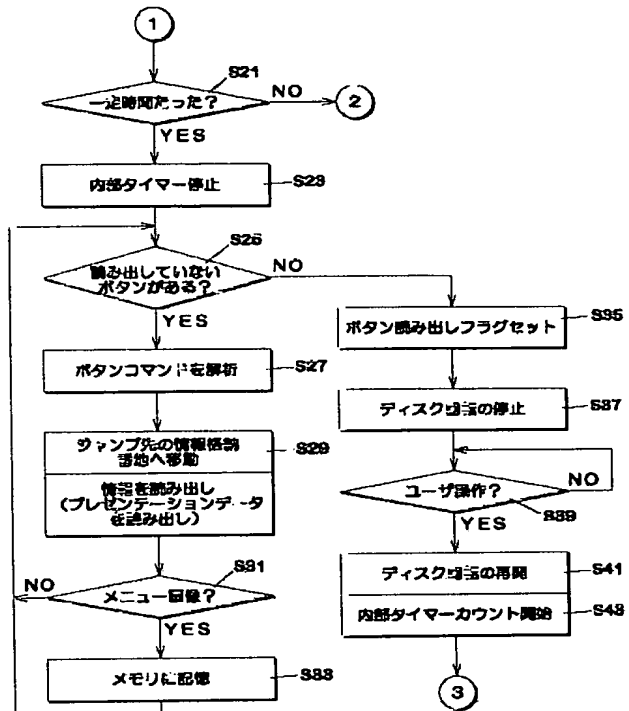 1
S21
一定時間たった？
NO
2
YES
内部タイマー停止
S23
S25
読み出していない
ボタンがある？
NO
YES
ボタン読み出しフラグセット
S35
ボタンコマンドを解析
S27
ディスク回転の停止
S37
ジャンプ先の情報格納
番地へ移動
S29
情報を読み出し
(プレゼンテーションデータ
を読み出し)
ユーザ操作？
NO
S39
YES
S31
メニュー画像？
NO
YES
ディスク回転の再開
S41
内部タイマーカウント開始
S43
メモリに記憶
S33
3